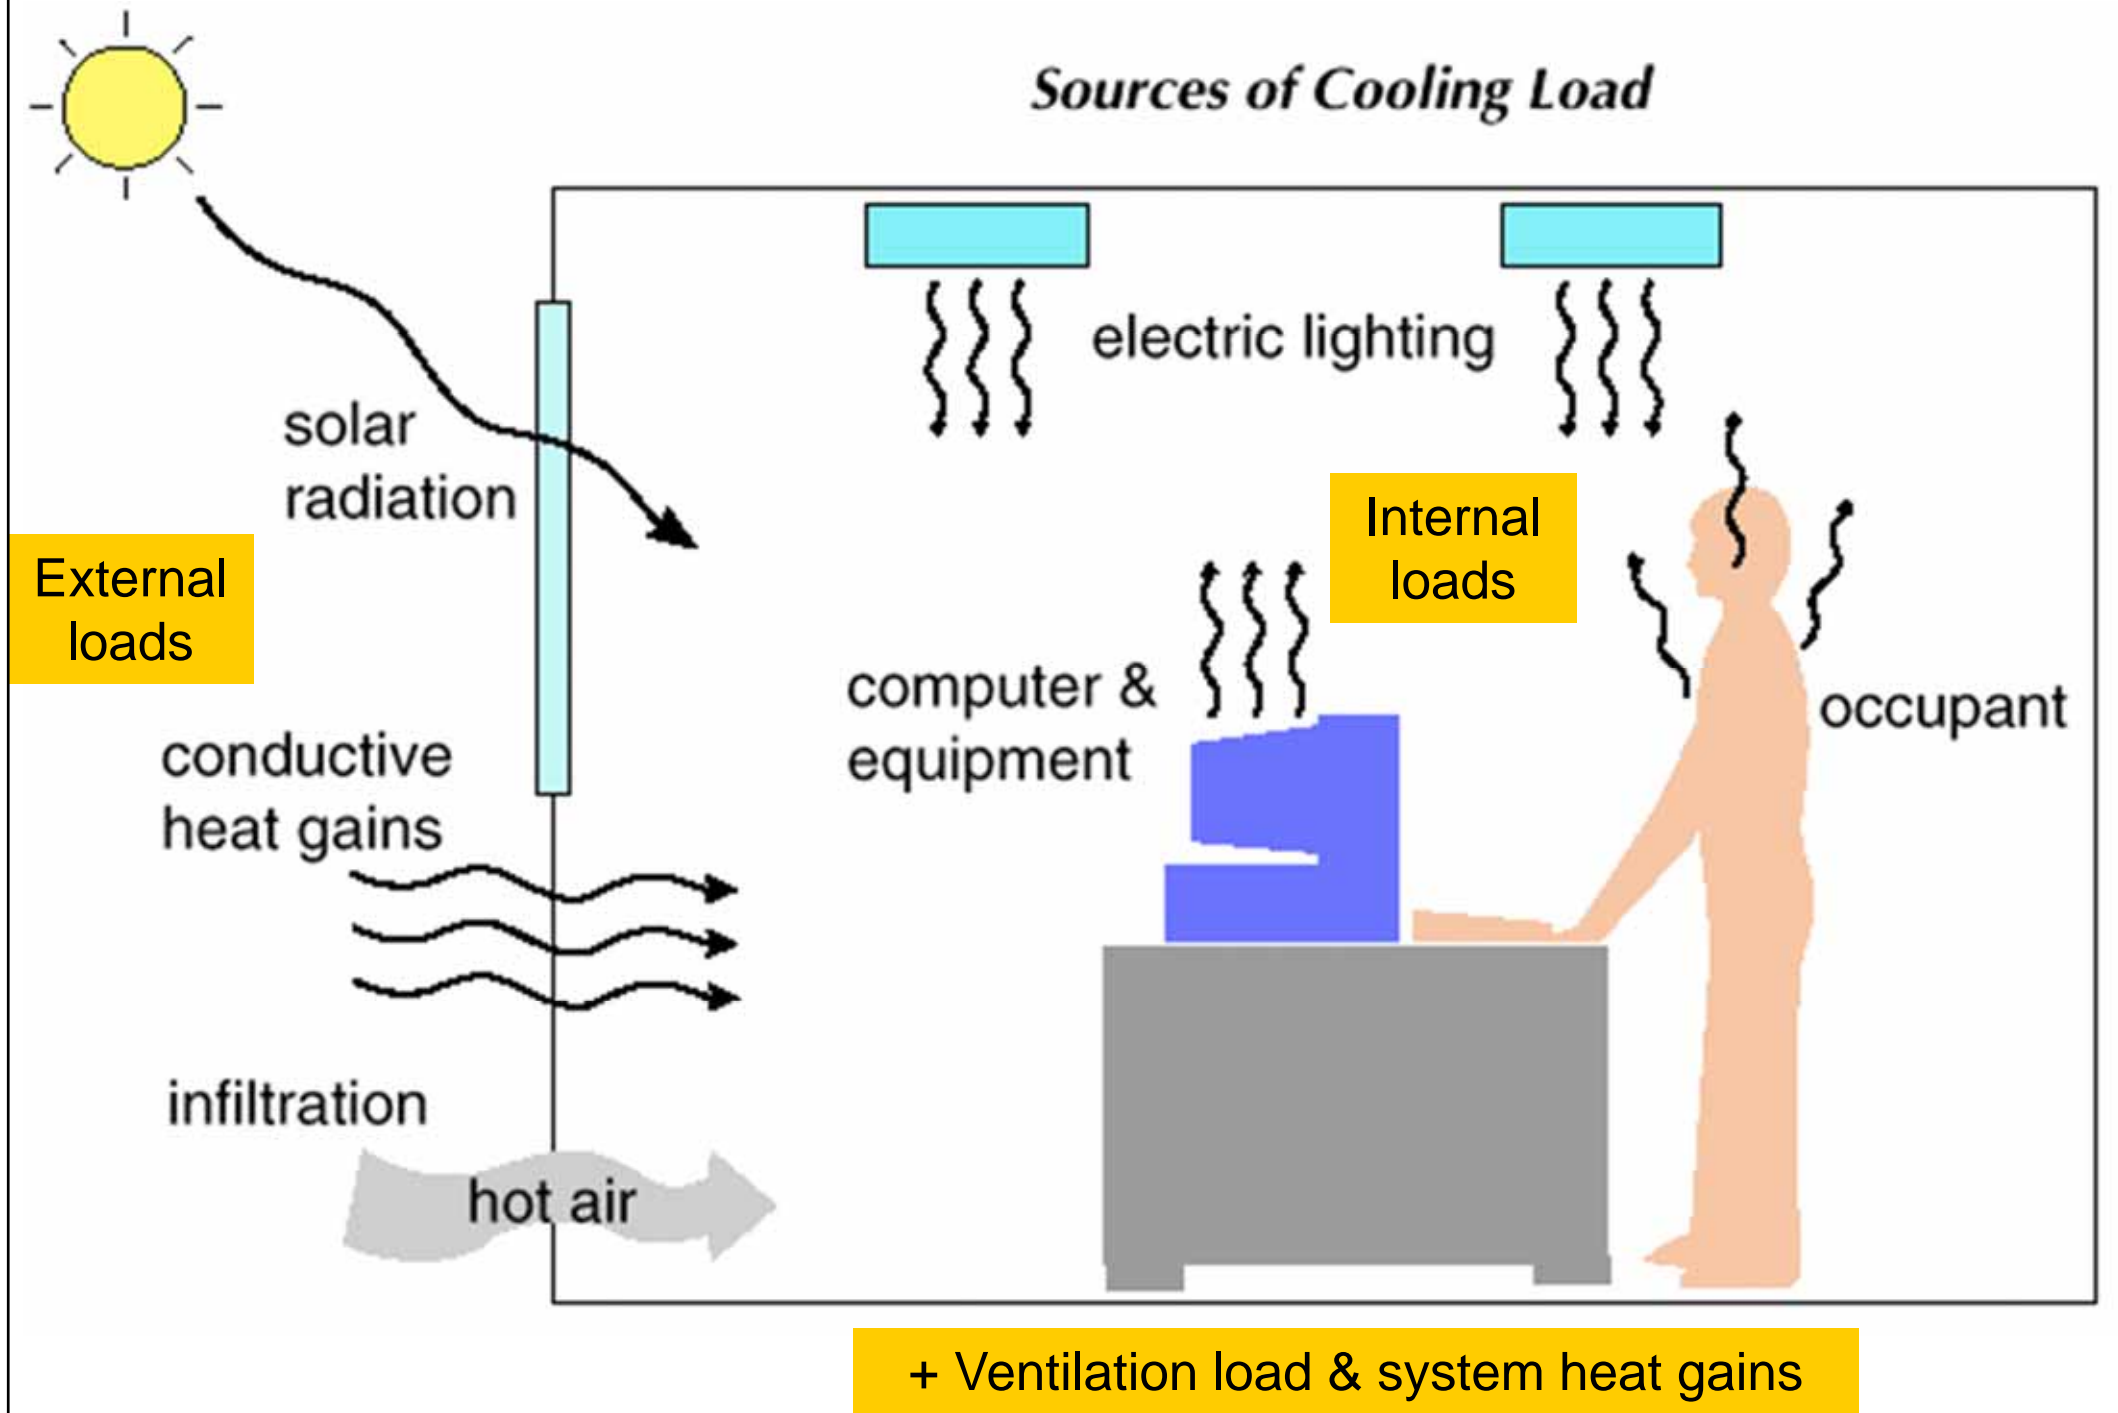 Sources of Cooling Load
electric lighting
solar
radiation
External
loads
Internal
loads
computer &
equipment
occupant
conductive
heat gains
infiltration
hot air
+ Ventilation load & system heat gains